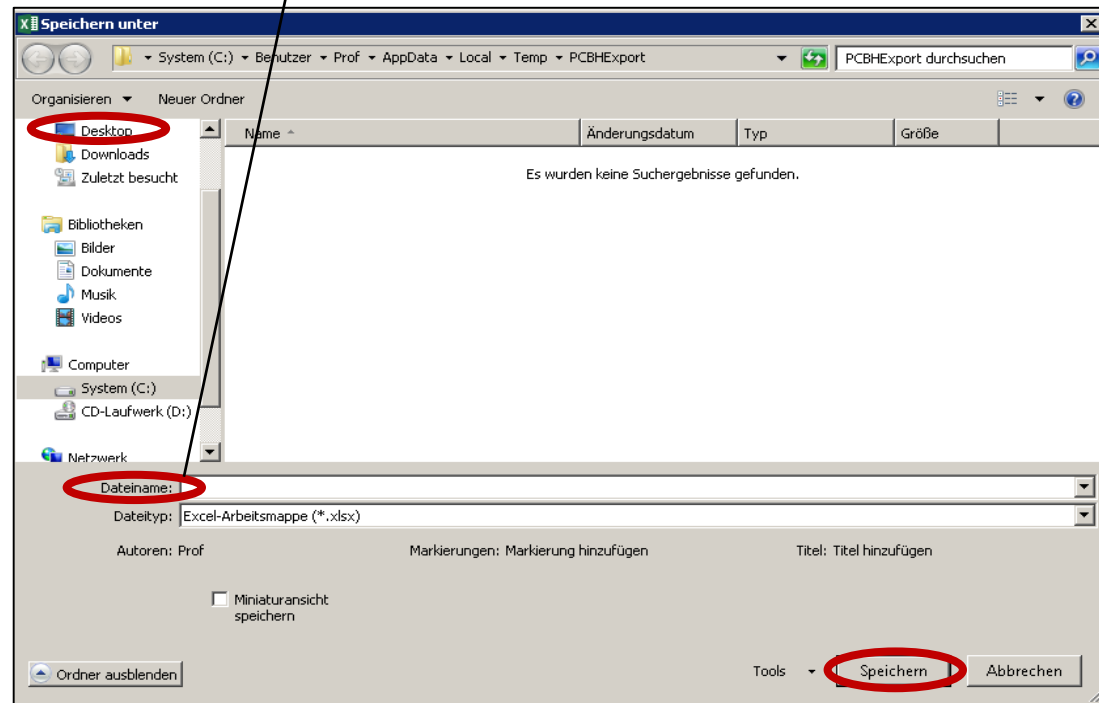 Speichern unter
System (C:) Benutzer Prof AppData Local Temp PCBHExport
PCBHExport durchsuchen
Organisieren Neuer Ordner
Desktop
Downloads
Zuletzt besucht
Bibliotheken
Bilder
Dokumente
Musik
Videos
Computer
System (C:)
CD-Laufwerk (D:)
Netzwerk
Name Änderungsdatum Typ Größe
Es wurden keine Suchergebnisse gefunden.
Dateiname:
Dateityp: Excel-Arbeitsmappe (*.xlsx)
Autoren: Prof Markierungen: Markierung hinzufügen Titel: Titel hinzufügen
Miniaturansicht
speichern
Ordner ausblenden Tools Speichern Abbrechen